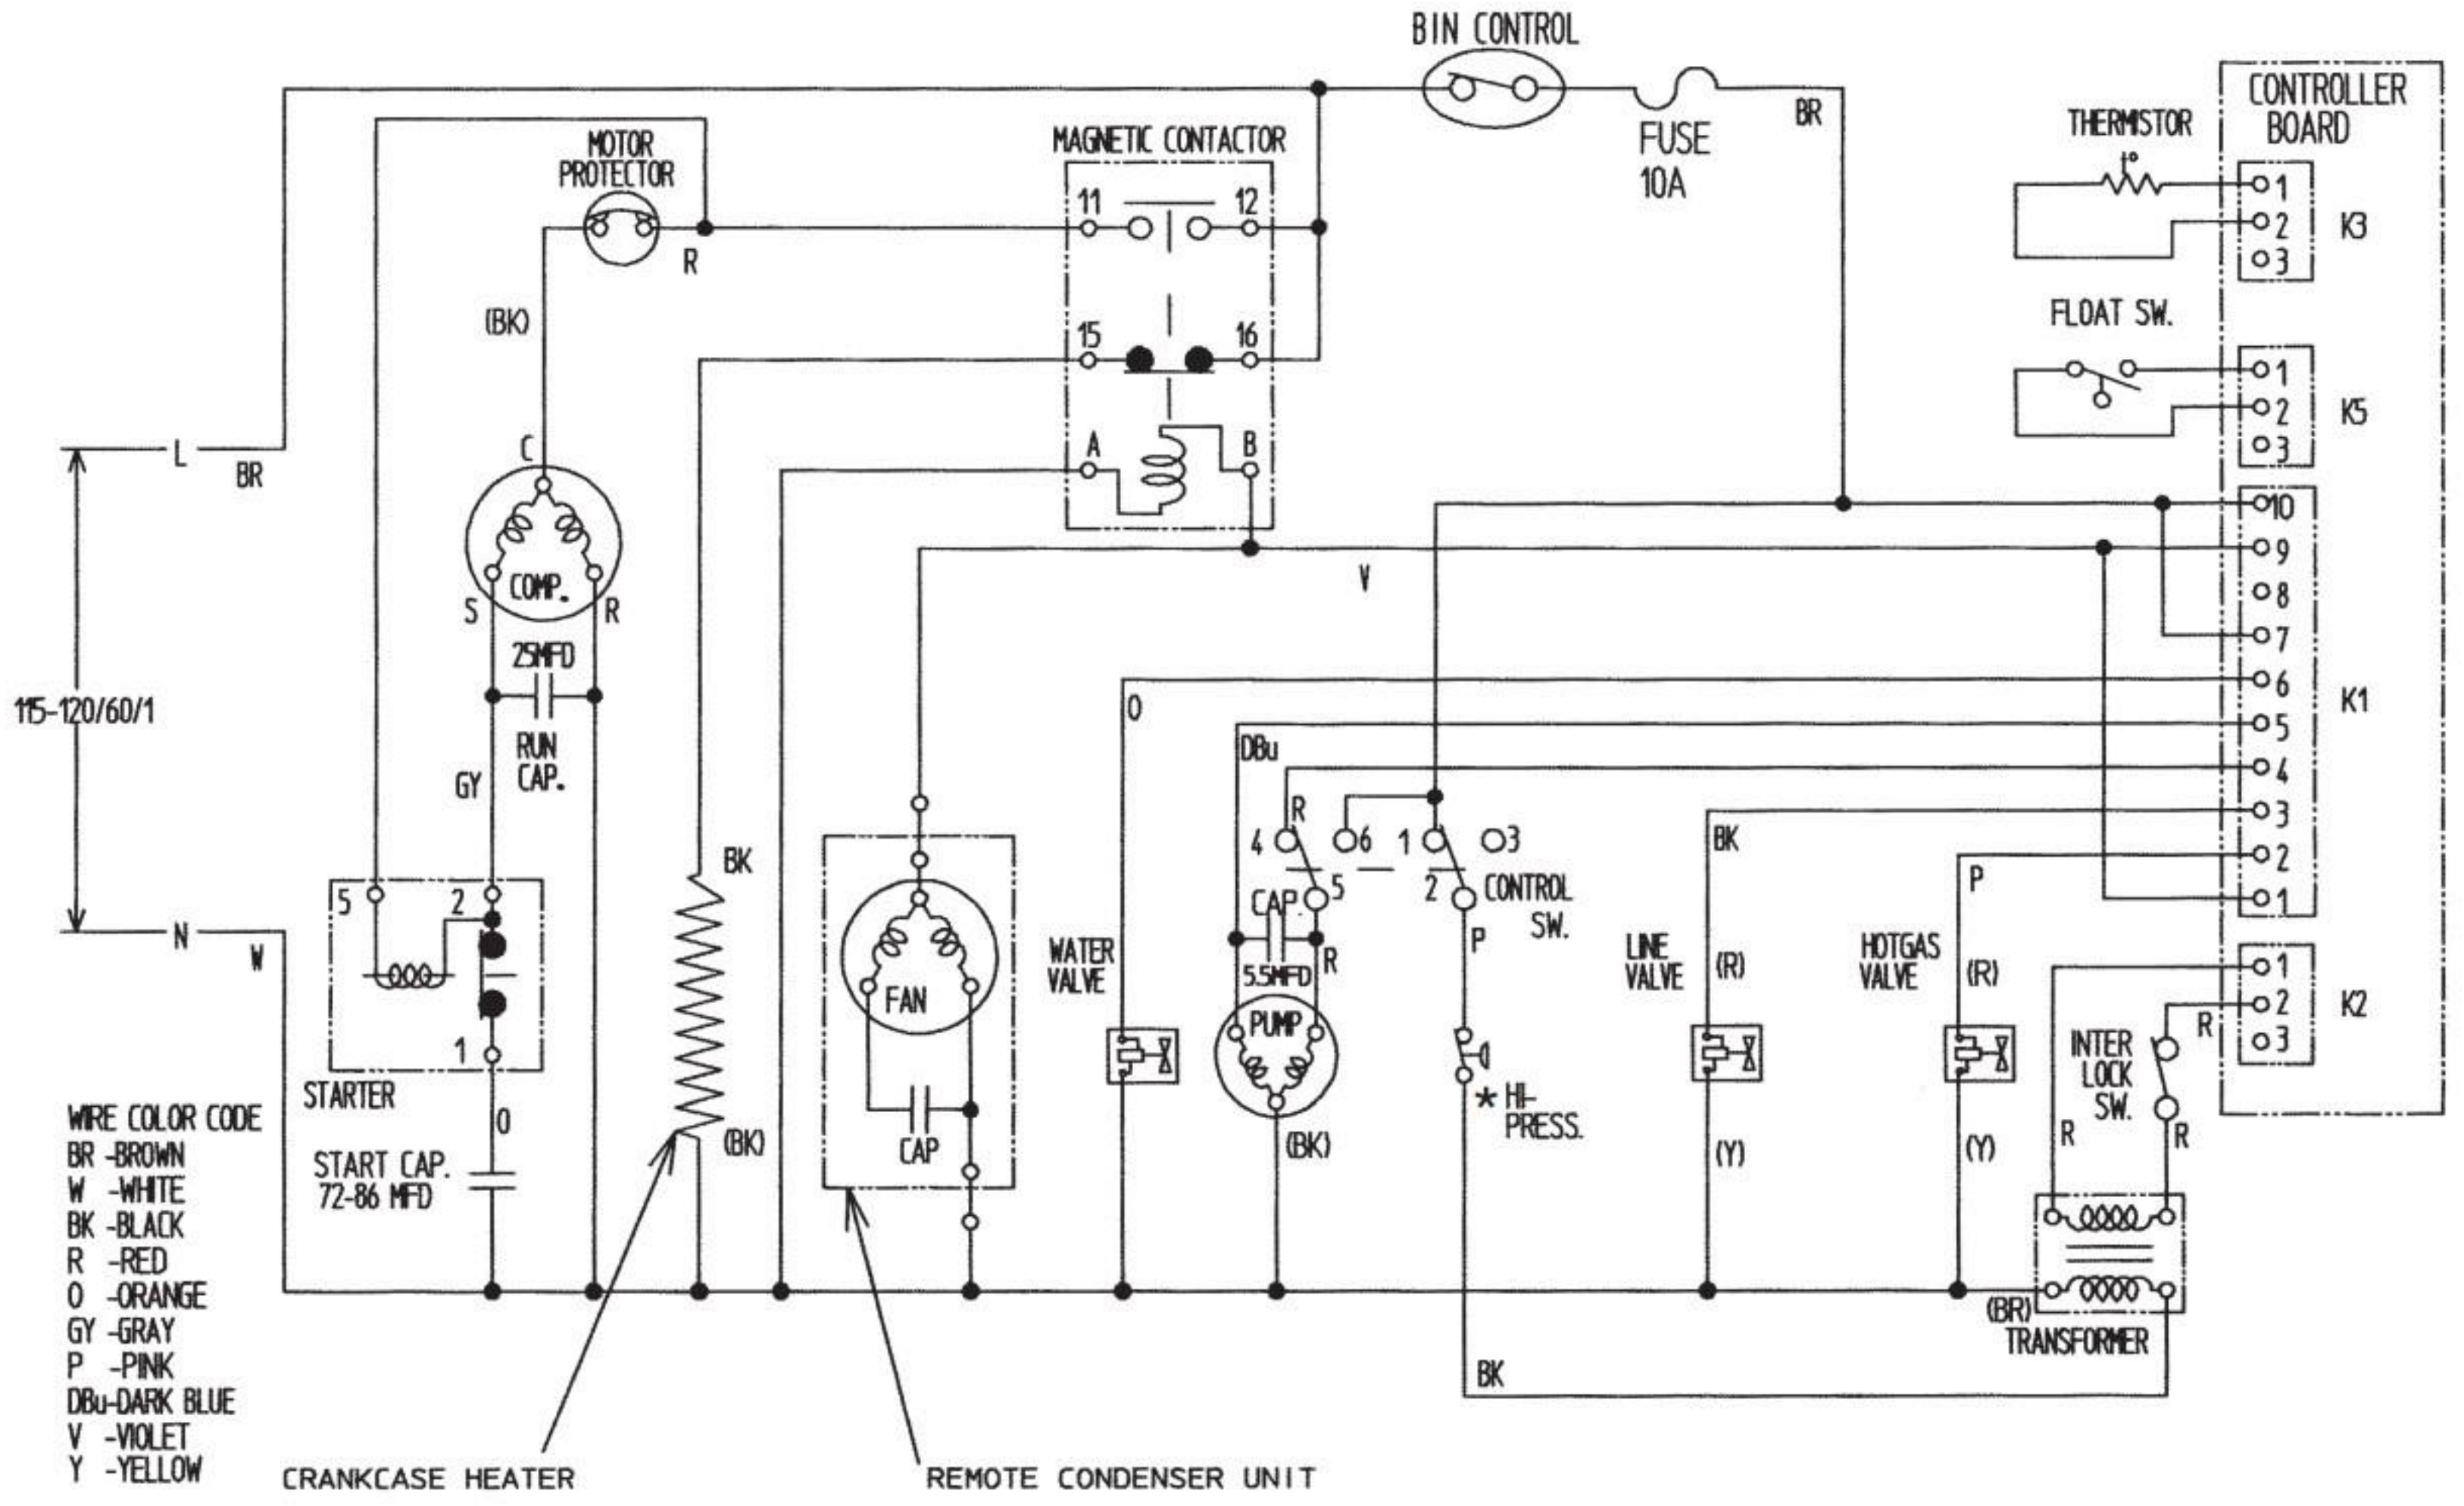 BIN CONTROL
FUSE
10A
BR
MAGNETIC CONTACTOR
11
12
15
16
A
B
MOTOR
PROTECTOR
R
(BK)
C
COMP.
S
R
25MFD
RUN
CAP.
GY
L
BR
115-120/60/1
N
W
5
2
1
STARTER
O
START CAP.
72-86 MFD
BK
(BK)
FAN
CAP
V
O
WATER
VALVE
DBu
R
4
6
1
3
5
2
CONTROL
SW.
CAP.
5.5MFD
R
PUMP
(BK)
P
* HI-
PRESS.
BK
BK
LINE
VALVE
(R)
(Y)
P
HOTGAS
VALVE
(R)
(Y)
INTER
LOCK
SW.
R
R
R
(BR)
TRANSFORMER
CONTROLLER
BOARD
THERMISTOR
t°
1
2
3
K3
FLOAT SW.
1
2
3
K5
10
9
8
7
6
5
4
3
2
1
K1
1
2
3
K2
WIRE COLOR CODE
BR -BROWN
W -WHITE
BK -BLACK
R -RED
O -ORANGE
GY -GRAY
P -PINK
DBu-DARK BLUE
V -VIOLET
Y -YELLOW
CRANKCASE HEATER
REMOTE CONDENSER UNIT